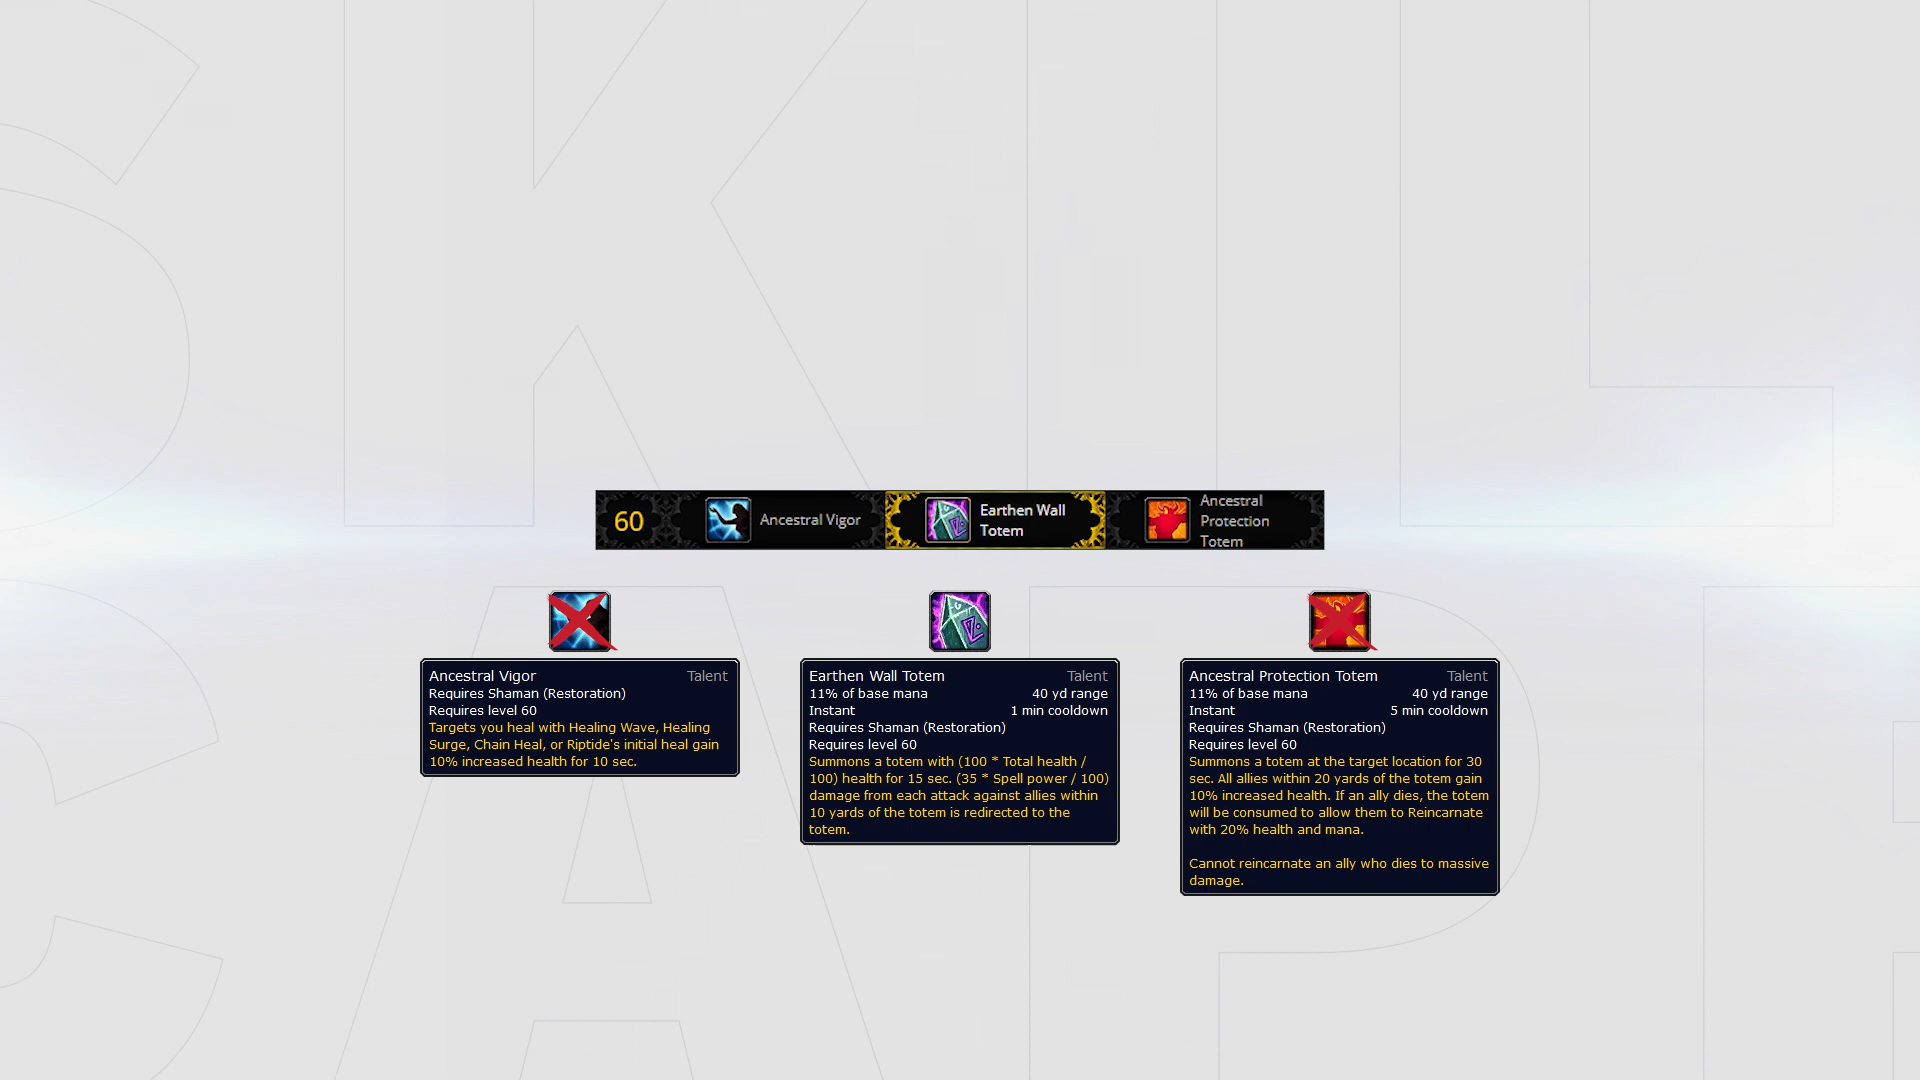 SKILL
CAPPED
60
Ancestral Vigor
Earthen Wall
Totem
Ancestral
Protection
Totem
Ancestral Vigor Talent
Requires Shaman (Restoration)
Requires level 60
Targets you heal with Healing Wave, Healing
Surge, Chain Heal, or Riptide's initial heal gain
10% increased health for 10 sec.
Earthen Wall Totem Talent
11% of base mana 40 yd range
Instant 1 min cooldown
Requires Shaman (Restoration)
Requires level 60
Summons a totem with (100 * Total health /
100) health for 15 sec. (35 * Spell power / 100)
damage from each attack against allies within
10 yards of the totem is redirected to the
totem.
Ancestral Protection Totem Talent
11% of base mana 40 yd range
Instant 5 min cooldown
Requires Shaman (Restoration)
Requires level 60
Summons a totem at the target location for 30
sec. All allies within 20 yards of the totem gain
10% increased health. If an ally dies, the totem
will be consumed to allow them to Reincarnate
with 20% health and mana.
Cannot reincarnate an ally who dies to massive
damage.